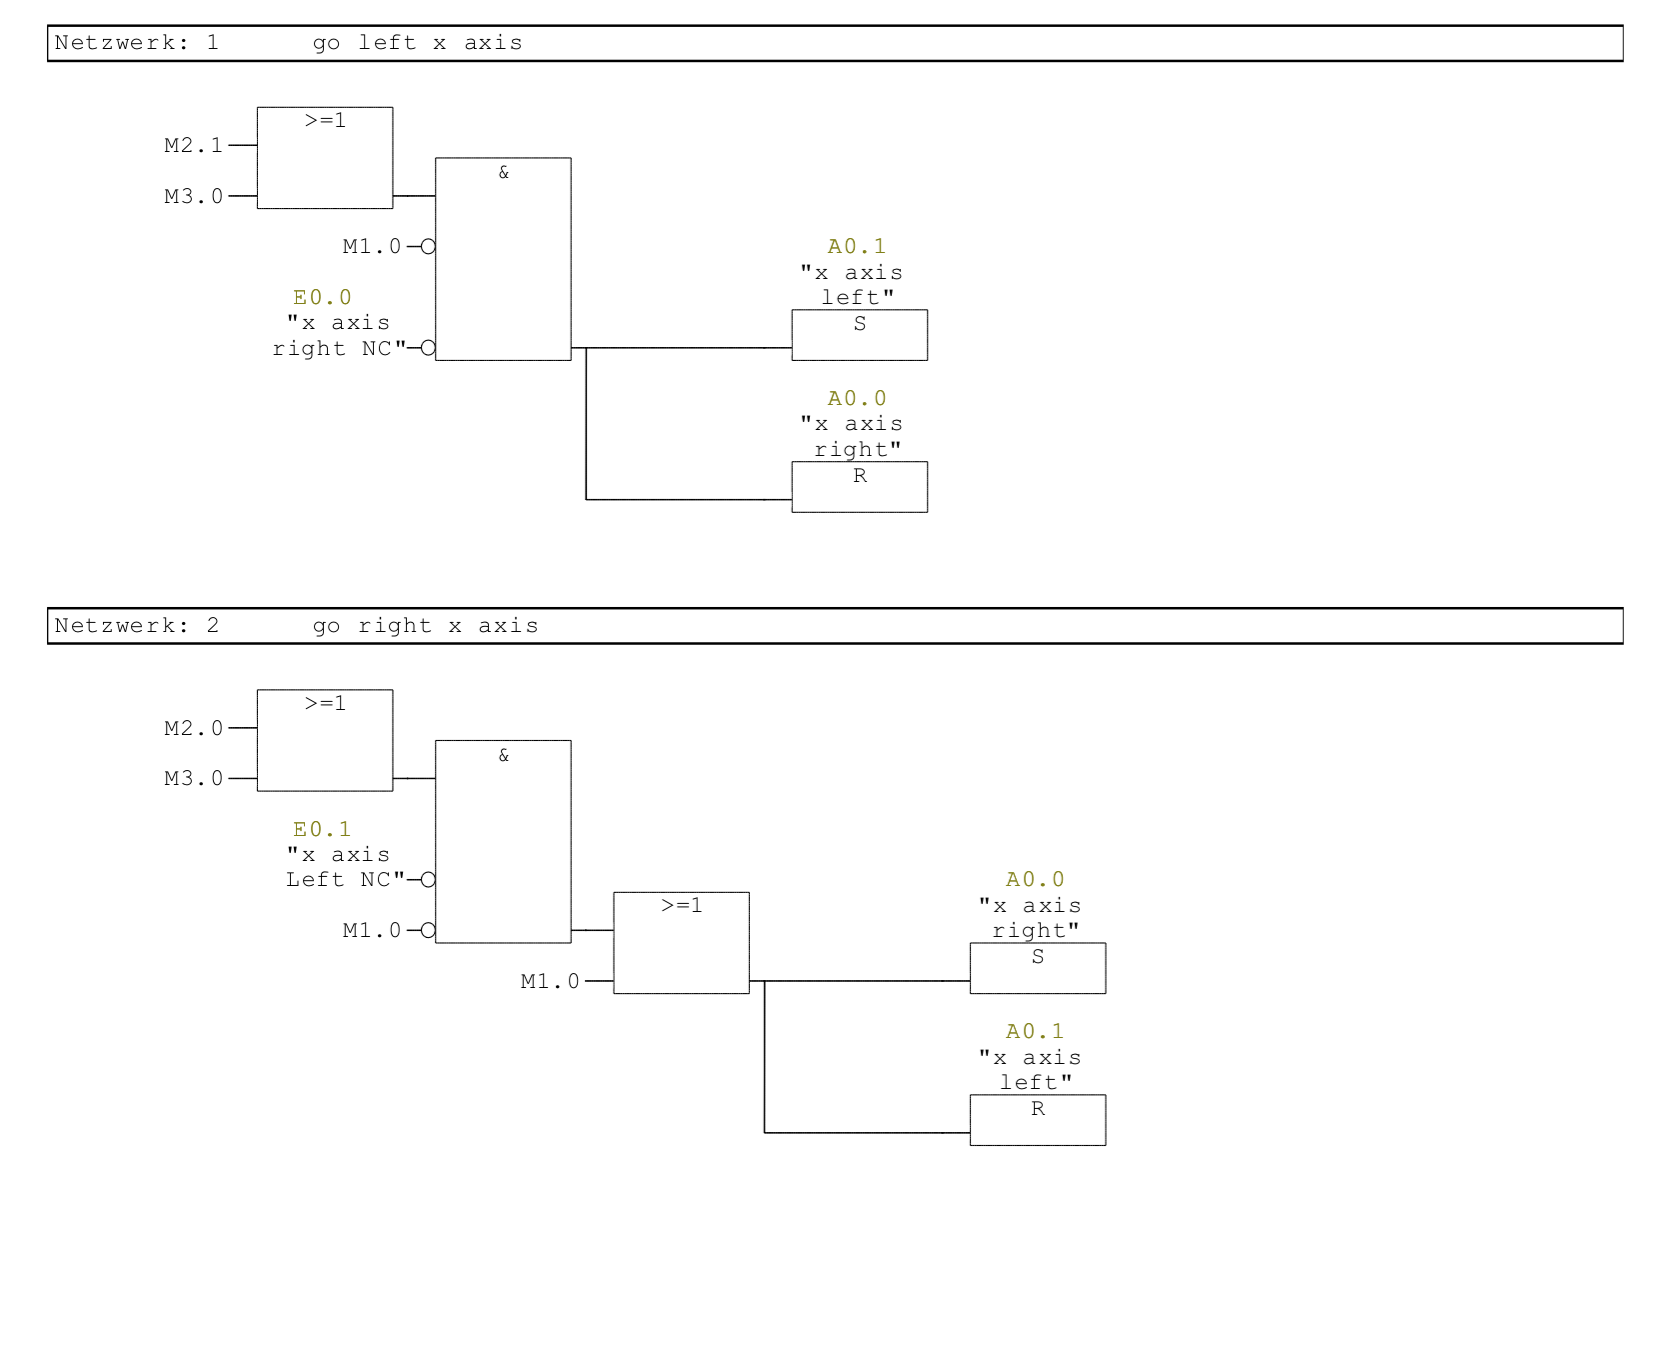 Netzwerk: 1 go left x axis
>=1
M2.1
&
M3.0
M1.0
A0.1
"x axis
left"
E0.0
"x axis
right NC"
S
A0.0
"x axis
right"
R
Netzwerk: 2 go right x axis
>=1
M2.0
&
M3.0
E0.1
"x axis
Left NC"
M1.0
>=1
M1.0
A0.0
"x axis
right"
S
A0.1
"x axis
left"
R